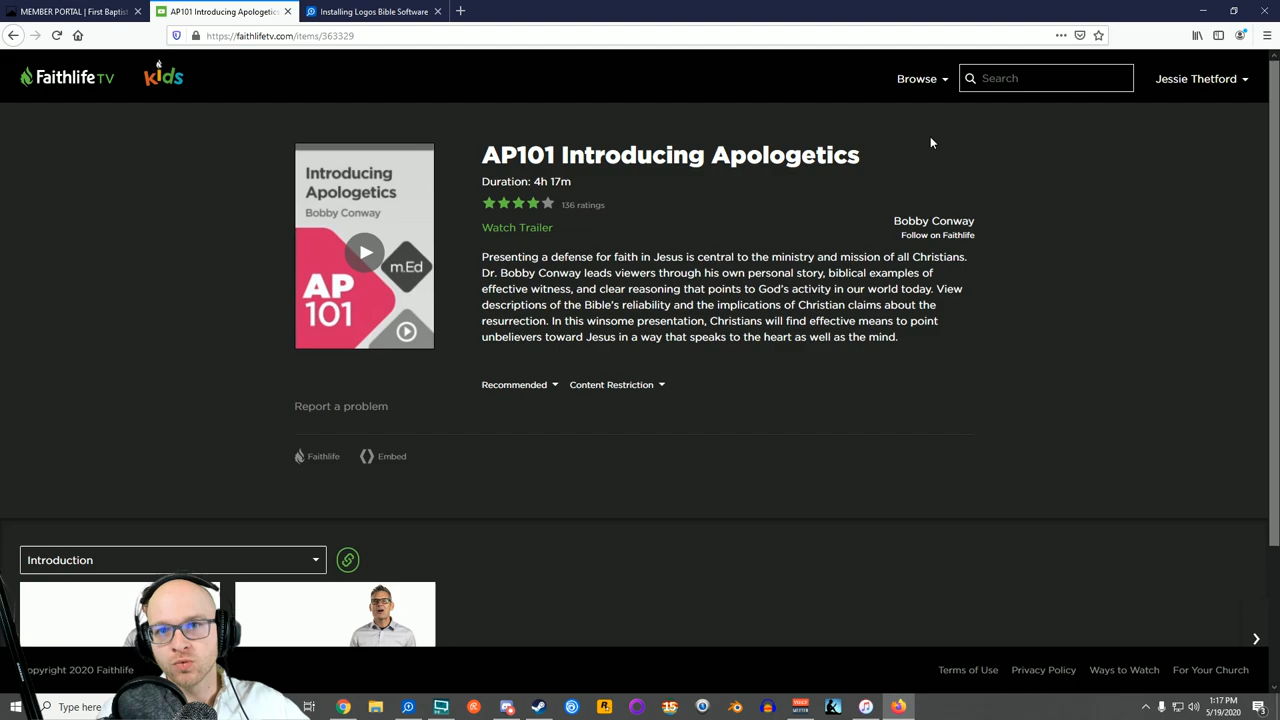 MEMBER PORTAL | First Baptist
AP101 Introducing Apologetics
Installing Logos Bible Software
https://faithlifetv.com/items/363329
Faithlife TV
kids
Browse
Search
Jessie Thetford
Introducing
Apologetics
Bobby Conway
m.Ed
AP
101
AP101 Introducing Apologetics
Duration: 4h 17m
136 ratings
Watch Trailer
Bobby Conway
Follow on Faithlife
Presenting a defense for faith in Jesus is central to the ministry and mission of all Christians.
Dr. Bobby Conway leads viewers through his own personal story, biblical examples of
effective witness, and clear reasoning that points to God's activity in our world today. View
descriptions of the Bible's reliability and the implications of Christian claims about the
resurrection. In this winsome presentation, Christians will find effective means to point
unbelievers toward Jesus in a way that speaks to the heart as well as the mind.
Recommended
Content Restriction
Report a problem
Faithlife
Embed
Introduction
opyright 2020 Faithlife
Terms of Use
Privacy Policy
Ways to Watch
For Your Church
Type here
1:17 PM
5/19/2020